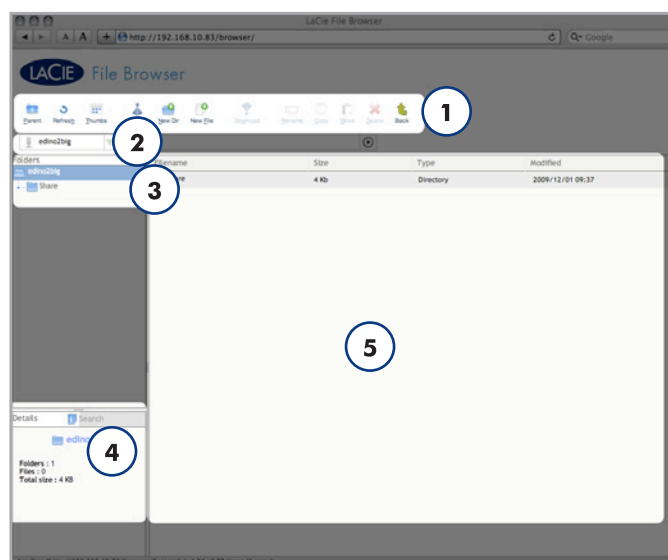 LaCie File Browser
A A + http://192.168.10.83/browser/ Google
LACIE File Browser
Parent Refresh Thumbs New Dir New File Download Rename Copy Move Delete Back
1
edino2big
2
Folders Filename Size Type Modified
edino2big
Share 4 Kb Directory 2009/12/01 09:37
3
5
Details Search
4
Folders : 1
Files : 0
Total size : 4 KB